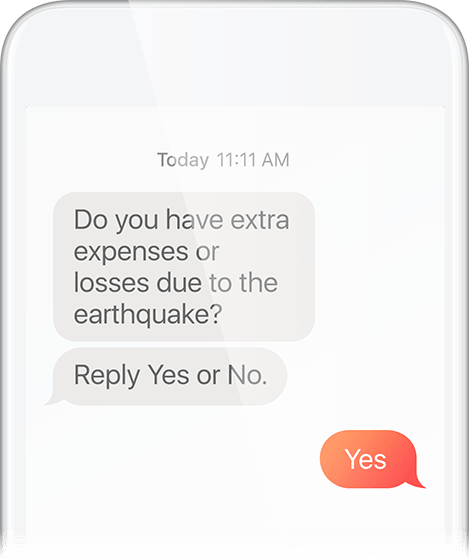 Today 11:11 AM
Do you have extra
expenses or
losses due to the
earthquake?
Reply Yes or No.
Yes